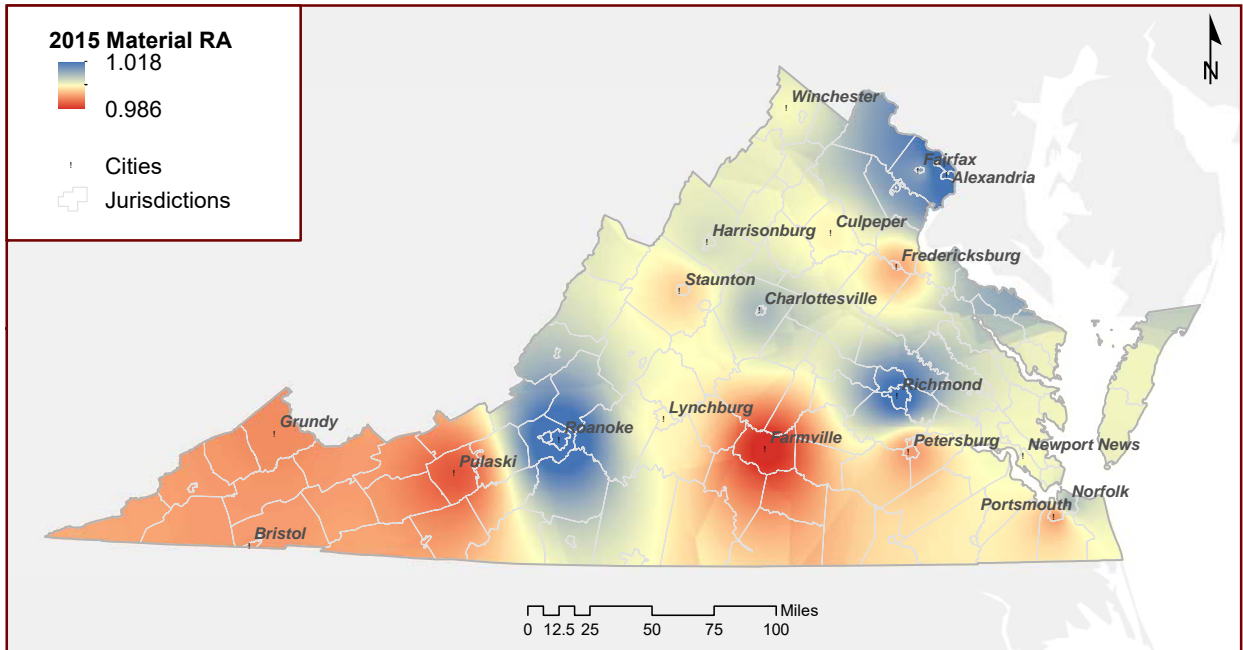 2015 Material RA
1.018
0.986
Cities
Jurisdictions
N
Winchester
Fairfax
Alexandria
Culpeper
Harrisonburg
Fredericksburg
Staunton
Charlottesville
Richmond
Lynchburg
Grundy
Roanoke
Farmville
Petersburg
Newport News
Pulaski
Norfolk
Portsmouth
Bristol
Miles
0 12.5 25 50 75 100